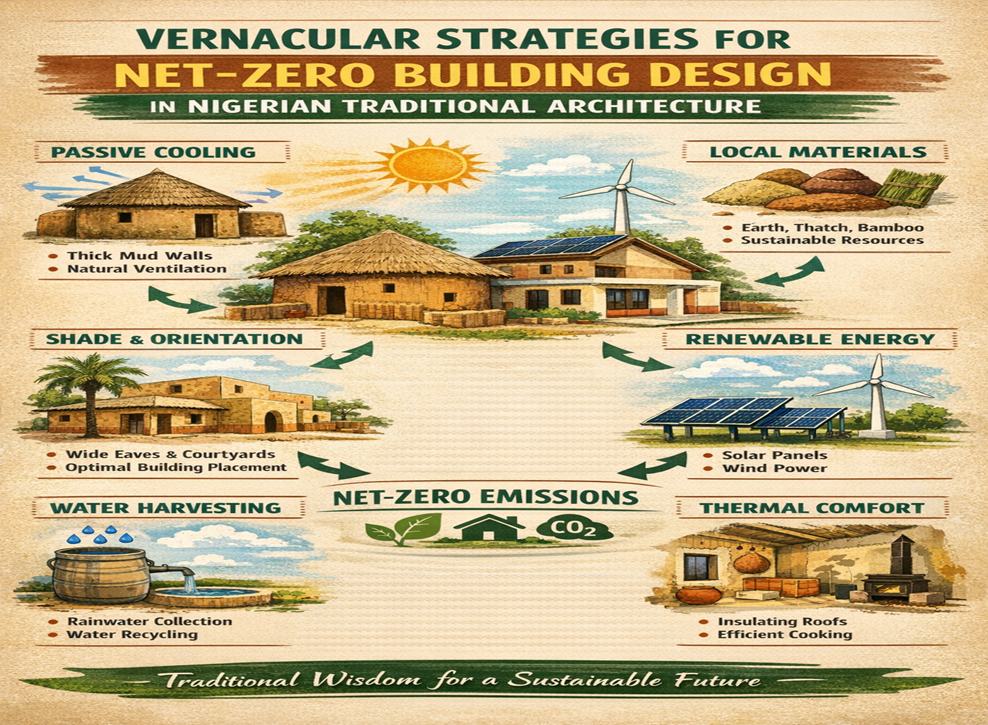 VERNACULAR STRATEGIES FOR
NET-ZERO BUILDING DESIGN
IN NIGERIAN TRADITIONAL ARCHITECTURE
PASSIVE COOLING
Thick Mud Walls
Natural Ventilation
LOCAL MATERIALS
Earth, Thatch, Bamboo
Sustainable Resources
SHADE & ORIENTATION
Wide Eaves & Courtyards
Optimal Building Placement
RENEWABLE ENERGY
Solar Panels
Wind Power
NET-ZERO EMISSIONS
CO₂
WATER HARVESTING
Rainwater Collection
Water Recycling
THERMAL COMFORT
Insulating Roofs
Efficient Cooking
Traditional Wisdom for a Sustainable Future